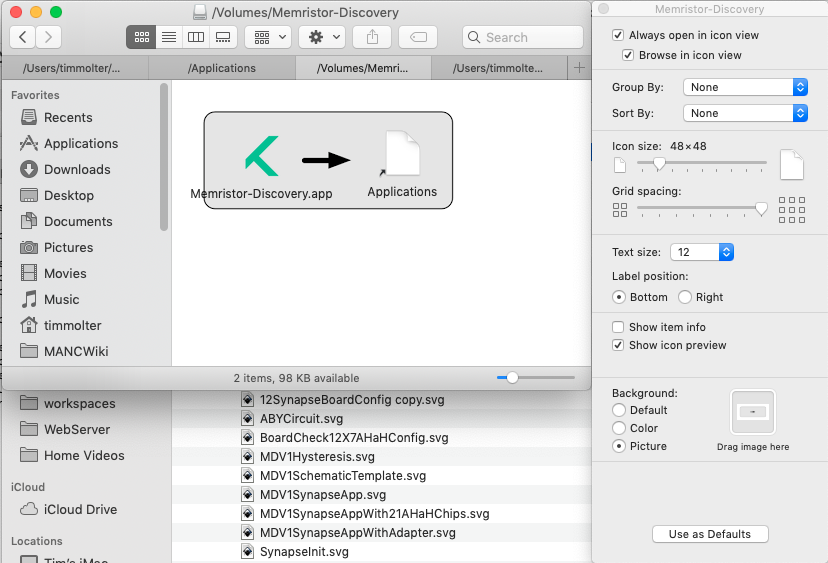 /Volumes/Memristor-Discovery
Search
/Users/timmolter/...
/Applications
/Volumes/Memri...
/Users/timmolte...
Favorites
Recents
Applications
Downloads
Desktop
Documents
Pictures
Movies
Music
timmolter
MANCWiki
Memristor-Discovery.app
Applications
2 items, 98 KB available
workspaces
WebServer
Home Videos
iCloud
iCloud Drive
Locations
Tim's iMac
12SynapseBoardConfig copy.svg
ABYCircuit.svg
BoardCheck12X7AHaHConfig.svg
MDV1Hysteresis.svg
MDV1SchematicTemplate.svg
MDV1SynapseApp.svg
MDV1SynapseAppWith21AHaHChips.svg
MDV1SynapseAppWithAdapter.svg
SynapseInit.svg
Memristor-Discovery
Always open in icon view
Browse in icon view
Group By: None
Sort By: None
Icon size: 48×48
Grid spacing:
Text size: 12
Label position:
Bottom Right
Show item info
Show icon preview
Background:
Default
Color
Picture
Drag image here
Use as Defaults